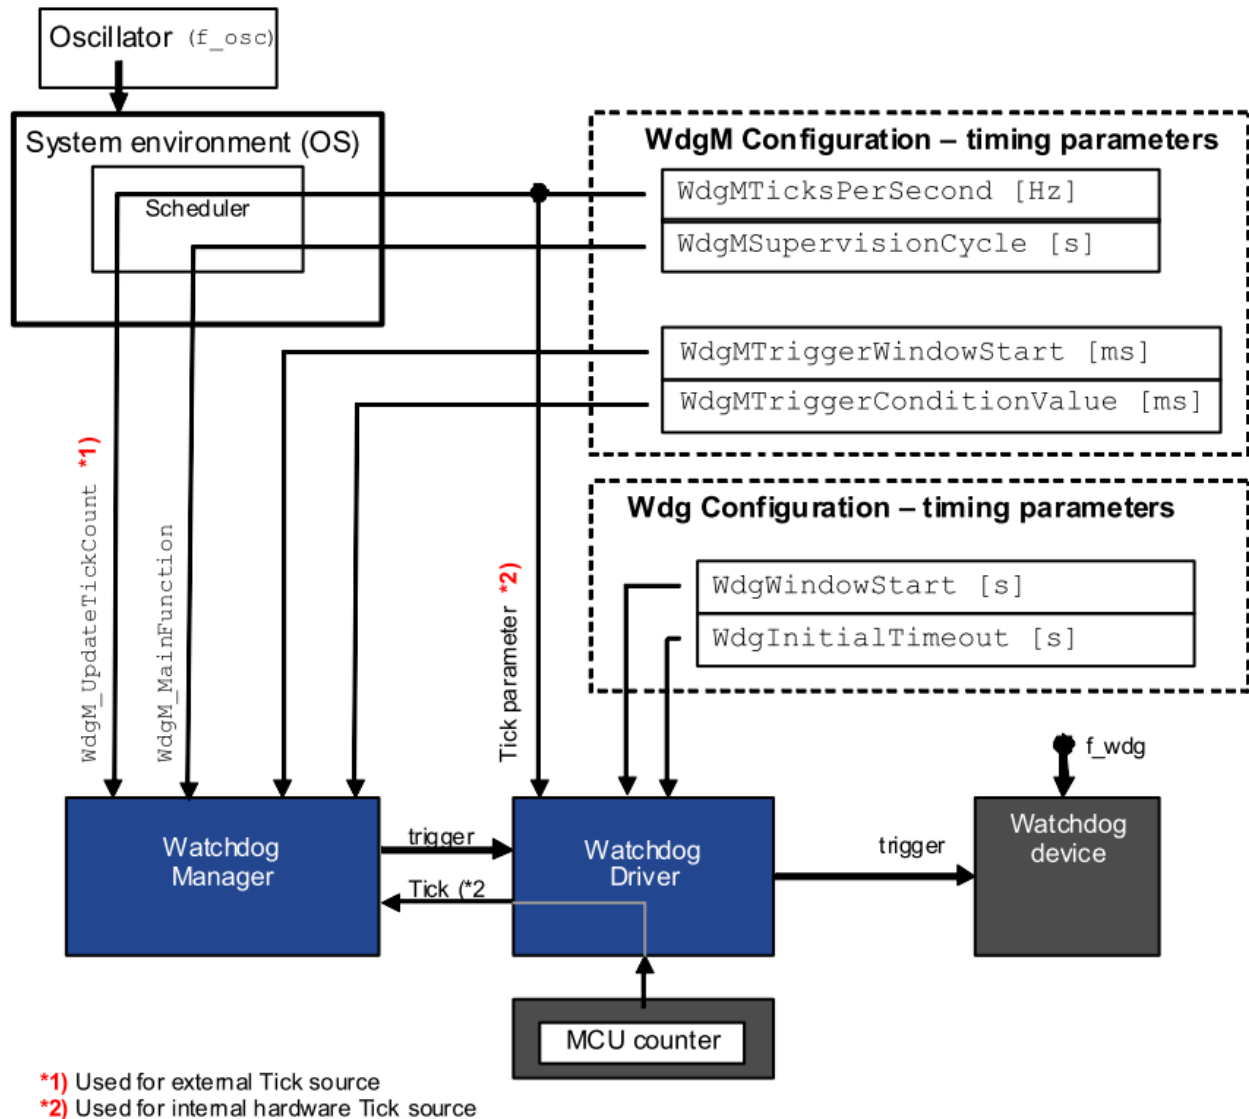 Oscillator (f_osc)
System environment (OS)
Scheduler
WdgM Configuration – timing parameters
WdgMTicksPerSecond [Hz]
WdgMSupervisionCycle [s]
WdgMTriggerWindowStart [ms]
WdgMTriggerConditionValue [ms]
Wdg Configuration – timing parameters
WdgWindowStart [s]
WdgInitialTimeout [s]
WdgM_UpdateTickCount *1)
WdgM_MainFunction
Tick parameter *2)
f_wdg
Watchdog
Manager
trigger
Tick (*2
Watchdog
Driver
trigger
Watchdog
device
MCU counter
*1) Used for external Tick source
*2) Used for internal hardware Tick source